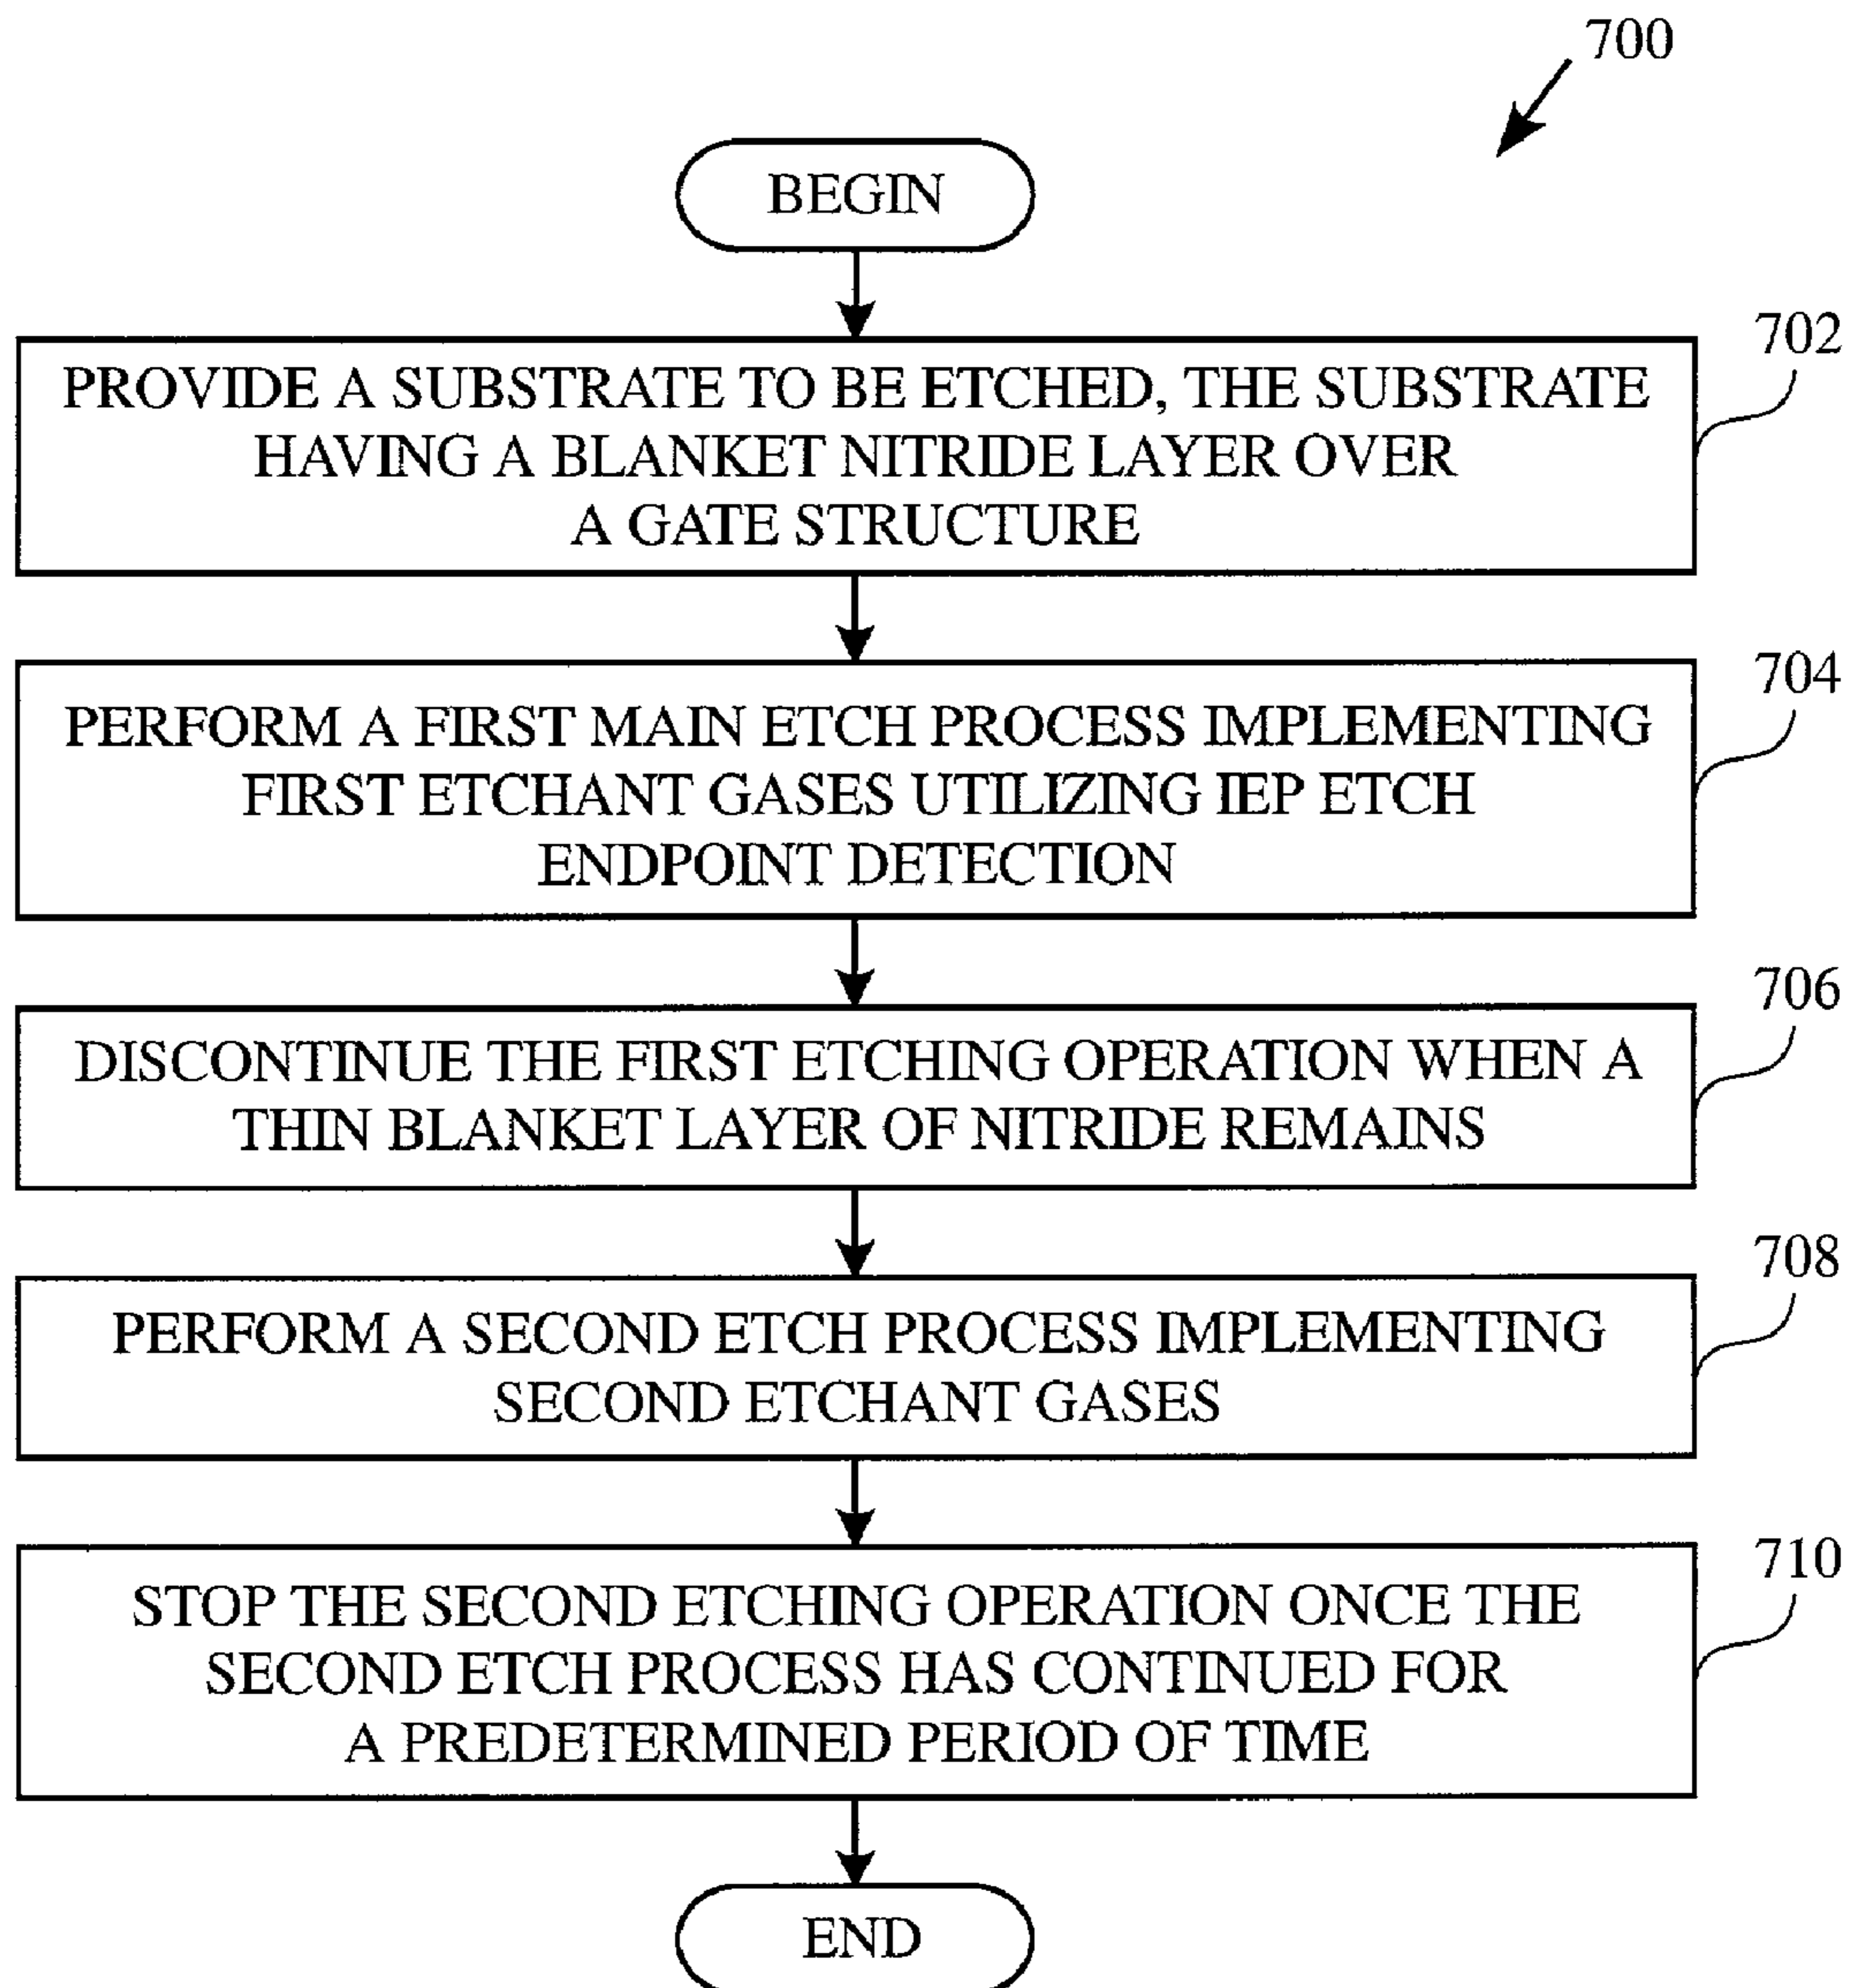 700
BEGIN
702
PROVIDE A SUBSTRATE TO BE ETCHED, THE SUBSTRATE
HAVING A BLANKET NITRIDE LAYER OVER
A GATE STRUCTURE
704
PERFORM A FIRST MAIN ETCH PROCESS IMPLEMENTING
FIRST ETCHANT GASES UTILIZING IEP ETCH
ENDPOINT DETECTION
706
DISCONTINUE THE FIRST ETCHING OPERATION WHEN A
THIN BLANKET LAYER OF NITRIDE REMAINS
708
PERFORM A SECOND ETCH PROCESS IMPLEMENTING
SECOND ETCHANT GASES
710
STOP THE SECOND ETCHING OPERATION ONCE THE
SECOND ETCH PROCESS HAS CONTINUED FOR
A PREDETERMINED PERIOD OF TIME
END